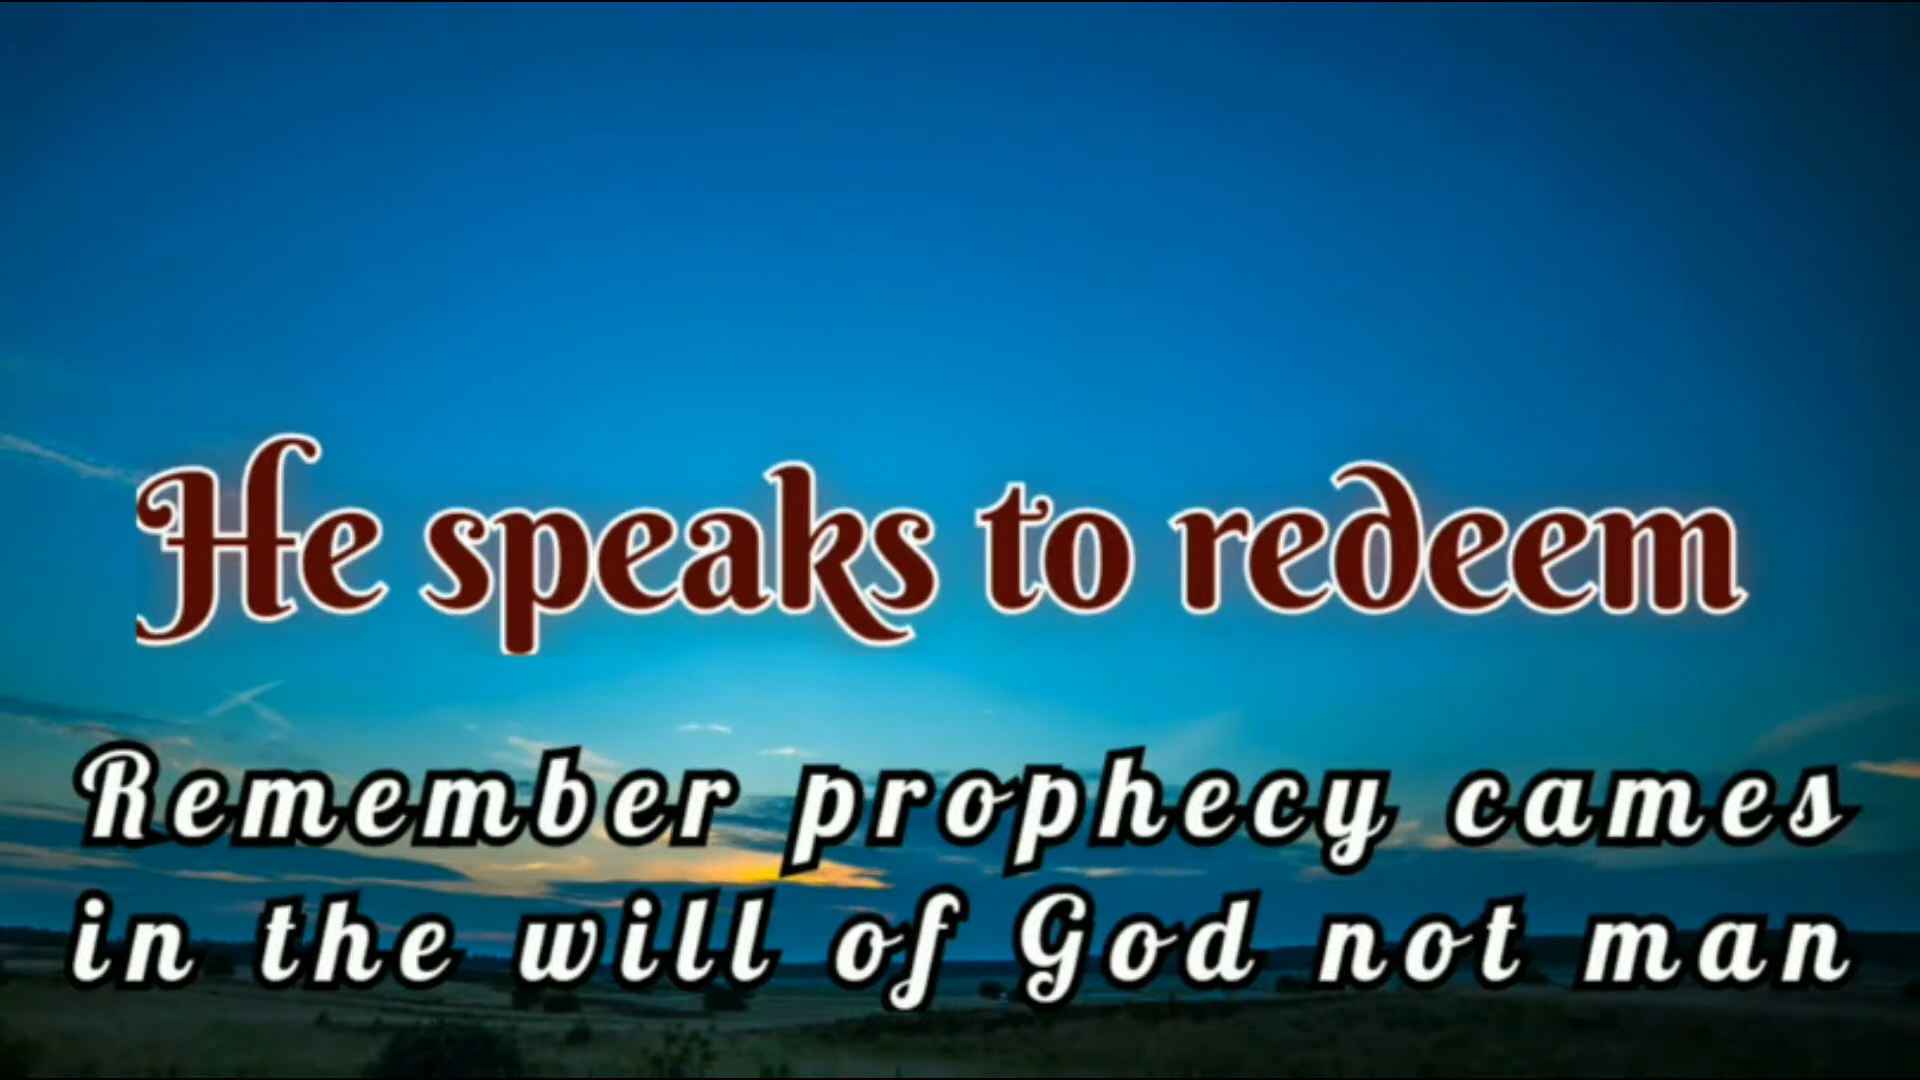 He speaks to redeem
Remember prophecy cames
in the will of God not man